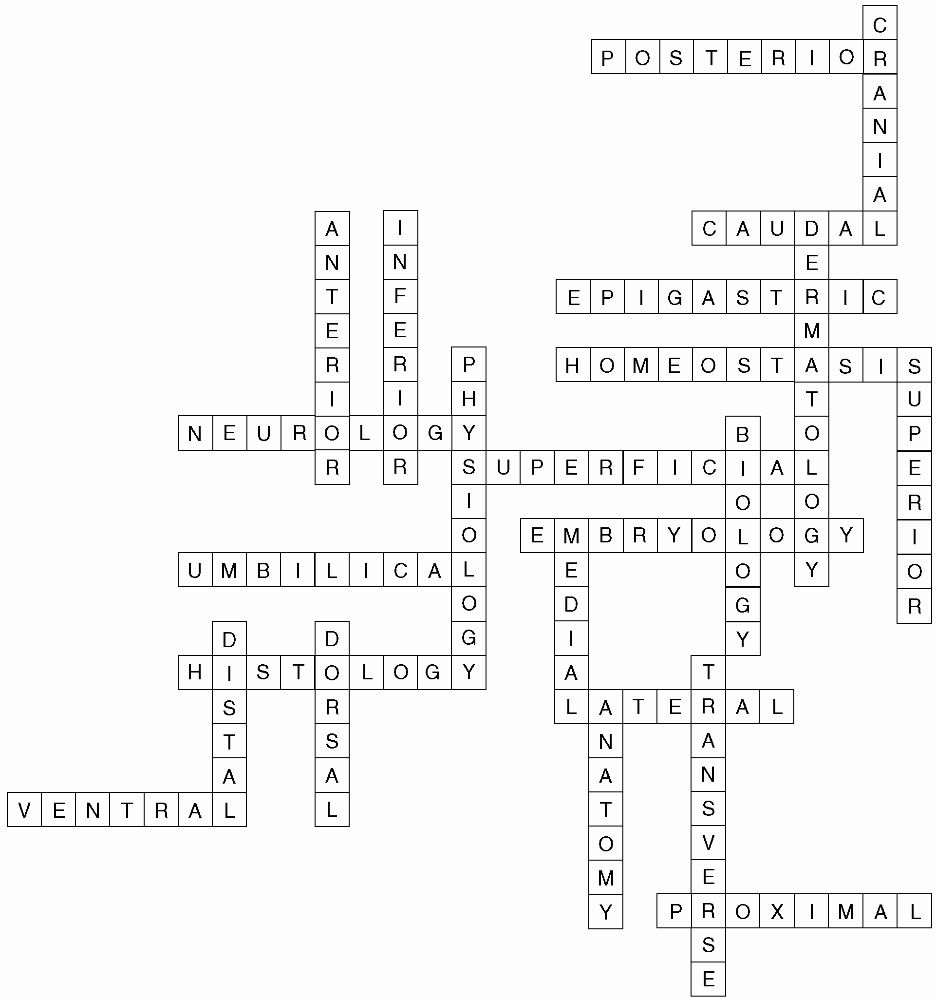 CRANIAL
POSTERIOR
ANTERIOR
INFERIOR
CAUDAL
DERMATOLOGY
EPIGASTRIC
PHYSIOLOGY
HOMEOSTASIS
SUPERIOR
NEUROLOGY
BIOLOGY
SUPERFICIAL
EMBRYOLOGY
MEDIAL
UMBILICAL
DISTAL
DORSAL
HISTOLOGY
TRANSVERSE
LATERAL
ANATOMY
VENTRAL
PROXIMAL